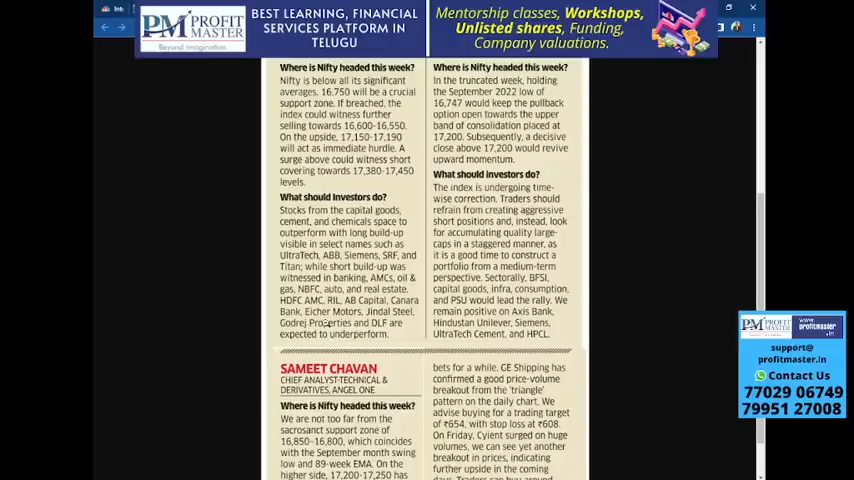 PM PROFIT
MASTER
Beyond imagination
BEST LEARNING, FINANCIAL
SERVICES PLATFORM IN
TELUGU
Mentorship classes, Workshops,
Unlisted shares, Funding,
Company valuations.
Where is Nifty headed this week?
Nifty is below all its significant
averages. 16,750 will be a crucial
support zone. If breached, the
index could witness further
selling towards 16,600-16,550.
On the upside, 17,150-17,190
will act as immediate hurdle. A
surge above could witness short
covering towards 17,380-17,450
levels.
What should Investors do?
Stocks from the capital goods,
cement, and chemicals space to
outperform with long build-up
visible in select names such as
UltraTech, ABB, Siemens, SRF, and
Titan; while short build-up was
witnessed in banking, AMCs, oil &
gas, NBFC, auto, and real estate.
HDFC AMC, RIL, AB Capital, Canara
Bank, Eicher Motors, Jindal Steel,
Godrej Properties and DLF are
expected to underperform.
Where is Nifty headed this week?
In the truncated week, holding
the September 2022 low of
16,747 would keep the pullback
option open towards the upper
band of consolidation placed at
17,200. Subsequently, a decisive
close above 17,200 would revive
upward momentum.
What should investors do?
The index is undergoing time-
wise correction. Traders should
refrain from creating aggressive
short positions and, instead, look
for accumulating quality large-
caps in a staggered manner, as
it is a good time to construct a
portfolio from a medium-term
perspective. Sectorally, BFSI,
capital goods, infra, consumption,
and PSU would lead the rally. We
remain positive on Axis Bank,
Hindustan Unilever, Siemens,
UltraTech Cement, and HPCL.
SAMEET CHAVAN
CHIEF ANALYST-TECHNICAL &
DERIVATIVES, ANGEL ONE
Where is Nifty headed this week?
We are not too far from the
sacrosanct support zone of
16,850-16,800, which coincides
with the September month swing
low and 89-week EMA. On the
higher side, 17,200-17,250 has
bets for a while. GE Shipping has
confirmed a good price-volume
breakout from the 'triangle'
pattern on the daily chart. We
advise buying for a trading target
of ₹654, with stop loss at ₹608.
On Friday, Cyient surged on huge
volumes, we can see yet another
breakout in prices, indicating
further upside in the coming
days. Traders can buy around
PM PROFIT
MASTER
www.
profitmaster
.in
support@
profitmaster.in
Contact Us
77029 06749
79951 27008